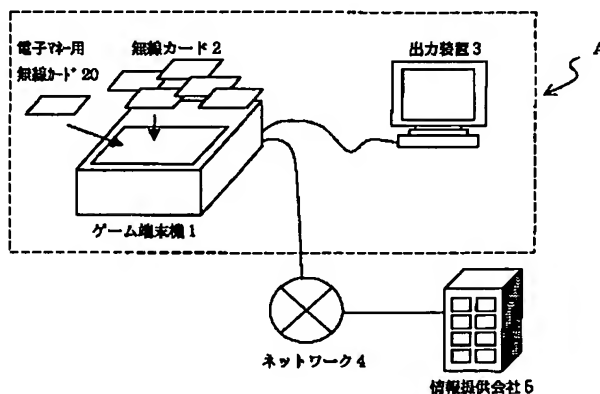 電子マネー用
無線カード20
無線カード2
出力装置3
A
ゲーム端末機1
ネットワーク4
情報提供会社5